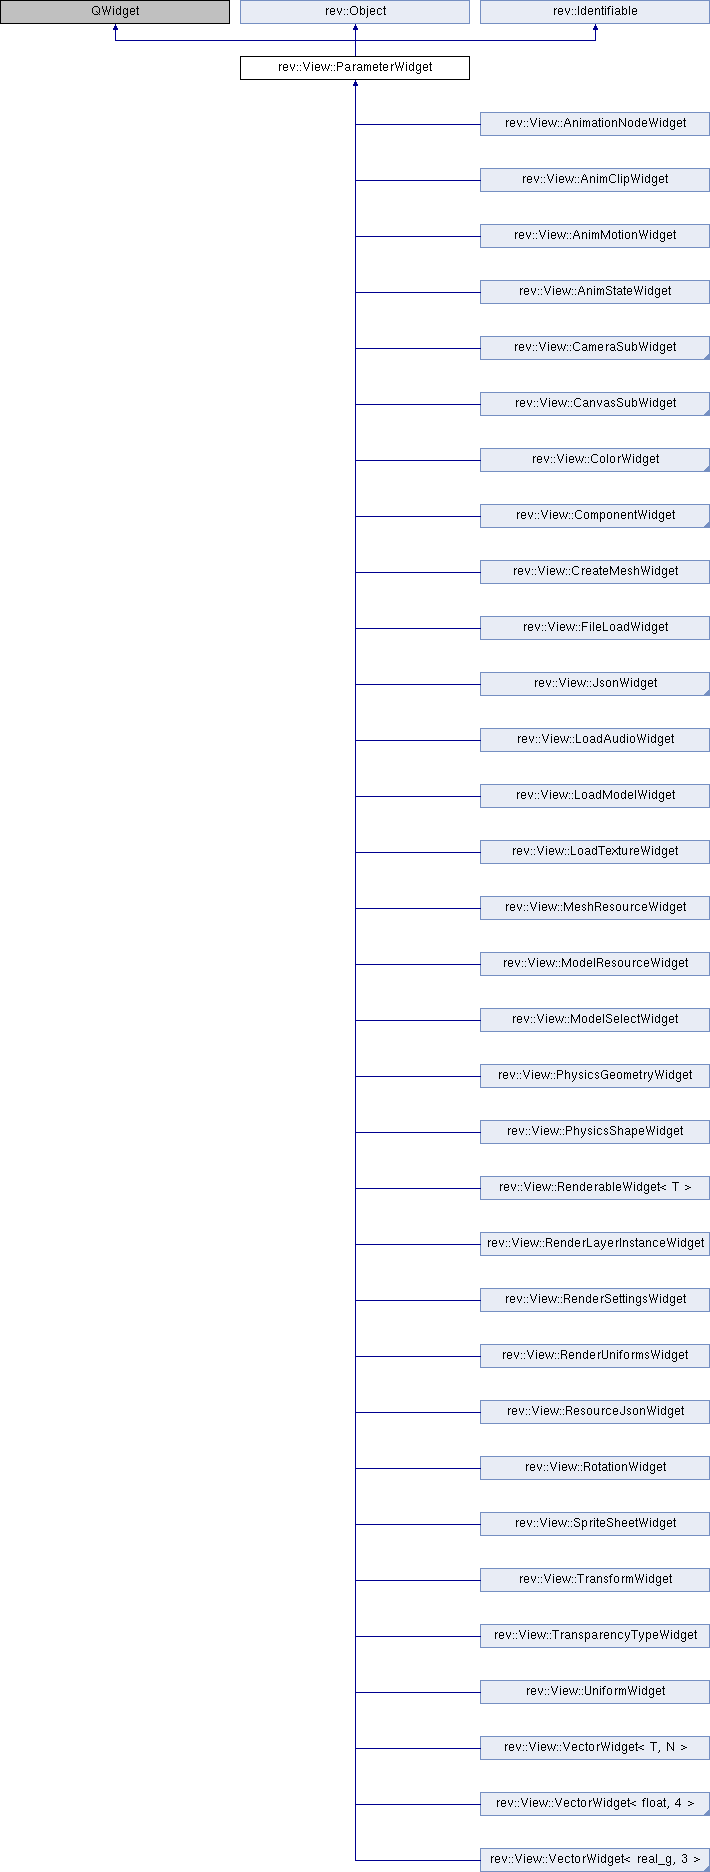 QWidget
rev::Object
rev::Identifiable
rev::View::ParameterWidget
rev::View::AnimationNodeWidget
rev::View::AnimClipWidget
rev::View::AnimMotionWidget
rev::View::AnimStateWidget
rev::View::CameraSubWidget
rev::View::CanvasSubWidget
rev::View::ColorWidget
rev::View::ComponentWidget
rev::View::CreateMeshWidget
rev::View::FileLoadWidget
rev::View::JsonWidget
rev::View::LoadAudioWidget
rev::View::LoadModelWidget
rev::View::LoadTextureWidget
rev::View::MeshResourceWidget
rev::View::ModelResourceWidget
rev::View::ModelSelectWidget
rev::View::PhysicsGeometryWidget
rev::View::PhysicsShapeWidget
rev::View::RenderableWidget< T >
rev::View::RenderLayerInstanceWidget
rev::View::RenderSettingsWidget
rev::View::RenderUniformsWidget
rev::View::ResourceJsonWidget
rev::View::RotationWidget
rev::View::SpriteSheetWidget
rev::View::TransformWidget
rev::View::TransparencyTypeWidget
rev::View::UniformWidget
rev::View::VectorWidget< T, N >
rev::View::VectorWidget< float, 4 >
rev::View::VectorWidget< real_g, 3 >